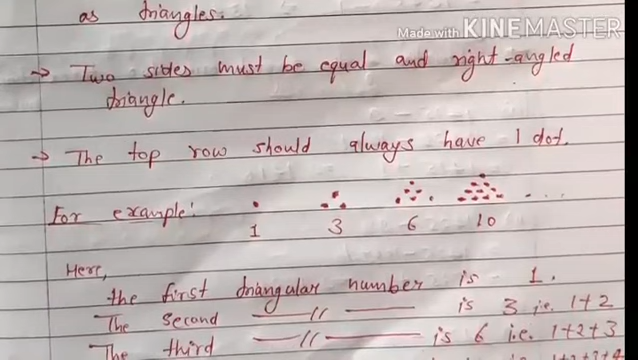 as triangles.
Made with KINEMASTER
→ Two sides must be equal and right-angled
triangle.
→ The top row should always have 1 dot.
For example:
1 3 6 10 ...
Here,
the first triangular number is 1.
The second —〃— is 3 i.e. 1+2
The third —〃— is 6 i.e. 1+2+3